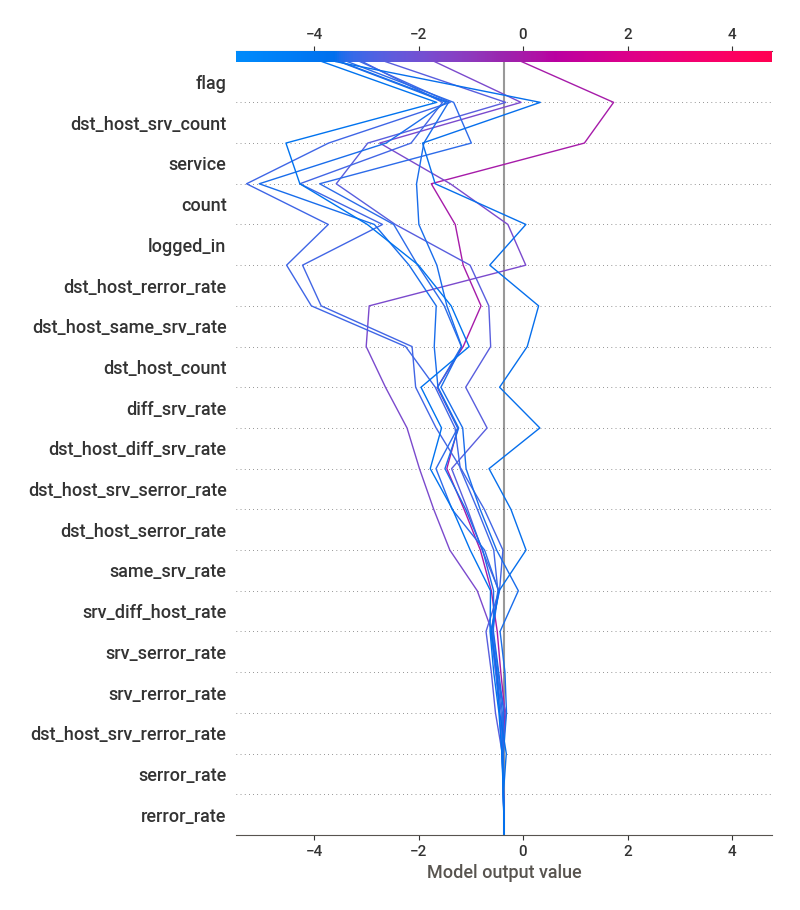 −4 −2 0 2 4
flag
dst_host_srv_count
service
count
logged_in
dst_host_rerror_rate
dst_host_same_srv_rate
dst_host_count
diff_srv_rate
dst_host_diff_srv_rate
dst_host_srv_serror_rate
dst_host_serror_rate
same_srv_rate
srv_diff_host_rate
srv_serror_rate
srv_rerror_rate
dst_host_srv_rerror_rate
serror_rate
rerror_rate
−4 −2 0 2 4
Model output value